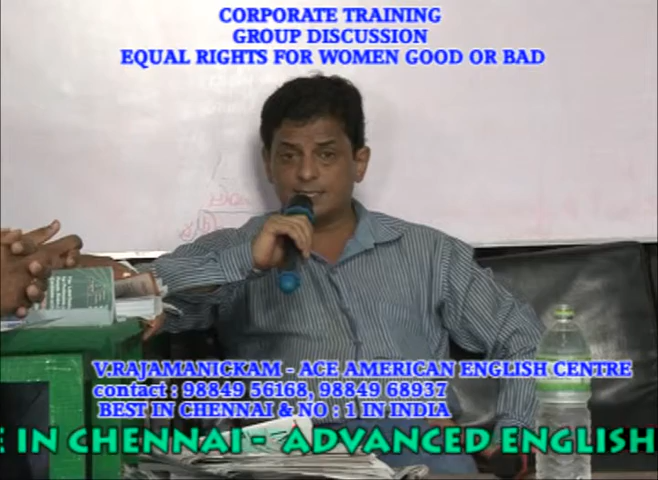 CORPORATE TRAINING
GROUP DISCUSSION
EQUAL RIGHTS FOR WOMEN GOOD OR BAD
V.RAJAMANICKAM - ACE AMERICAN ENGLISH CENTRE
contact : 98849 56168, 98849 68937
BEST IN CHENNAI & NO : 1 IN INDIA
E IN CHENNAI - ADVANCED ENGLISH